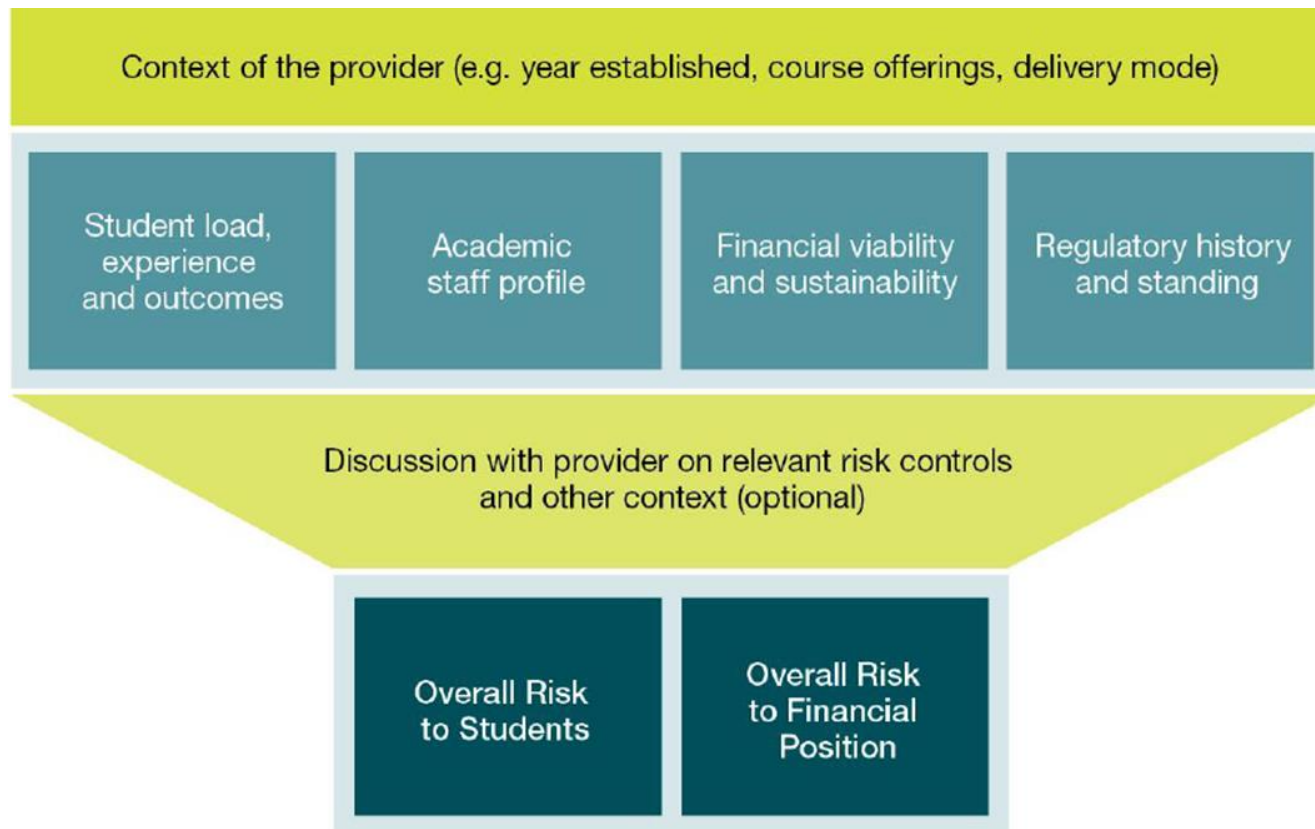 Context of the provider (e.g. year established, course offerings, delivery mode)
Student load,
experience
and outcomes
Academic
staff profile
Financial viability
and sustainability
Regulatory history
and standing
Discussion with provider on relevant risk controls
and other context (optional)
Overall Risk
to Students
Overall Risk
to Financial
Position